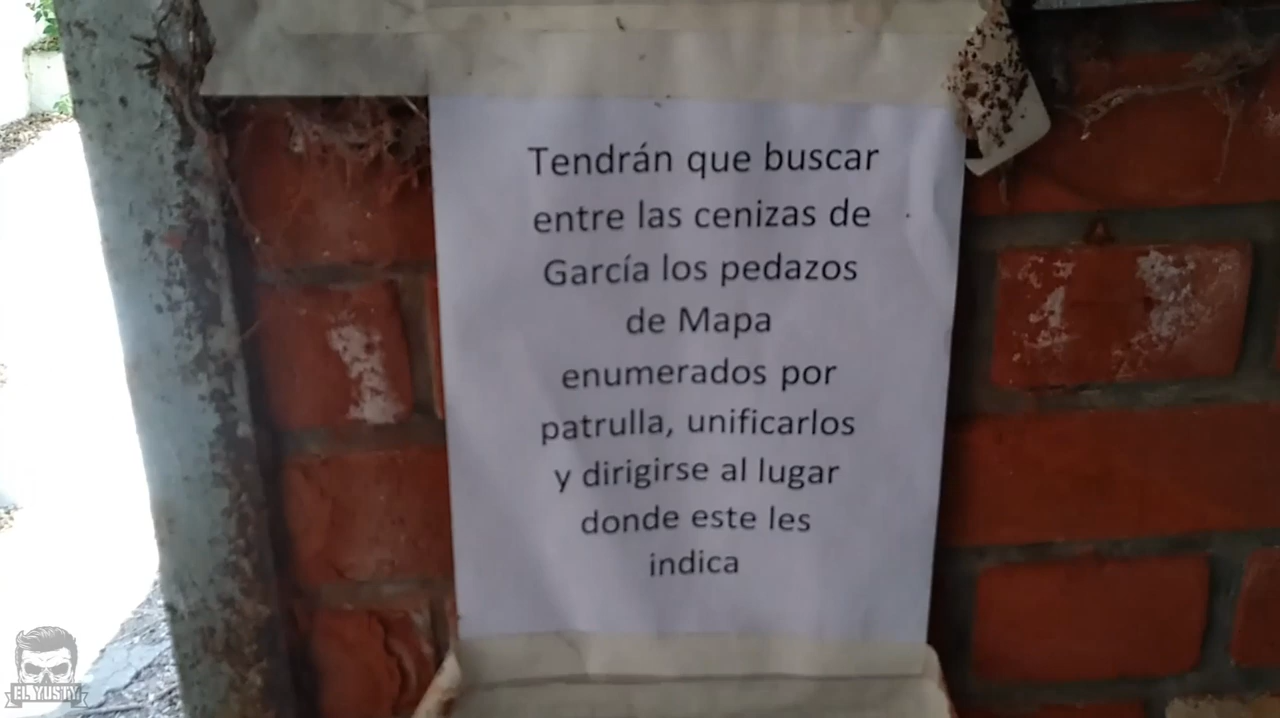 Tendrán que buscar
entre las cenizas de
García los pedazos
de Mapa
enumerados por
patrulla, unificarlos
y dirigirse al lugar
donde este les
indica
EL YUSTY